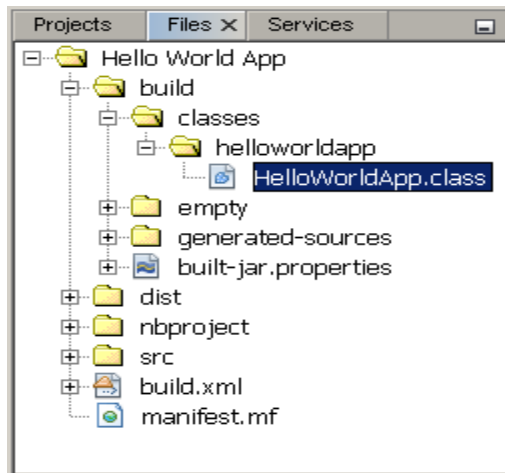 Projects Files Services
Hello World App
build
classes
helloworldapp
HelloWorldApp.class
empty
generated-sources
built-jar.properties
dist
nbproject
src
build.xml
manifest.mf